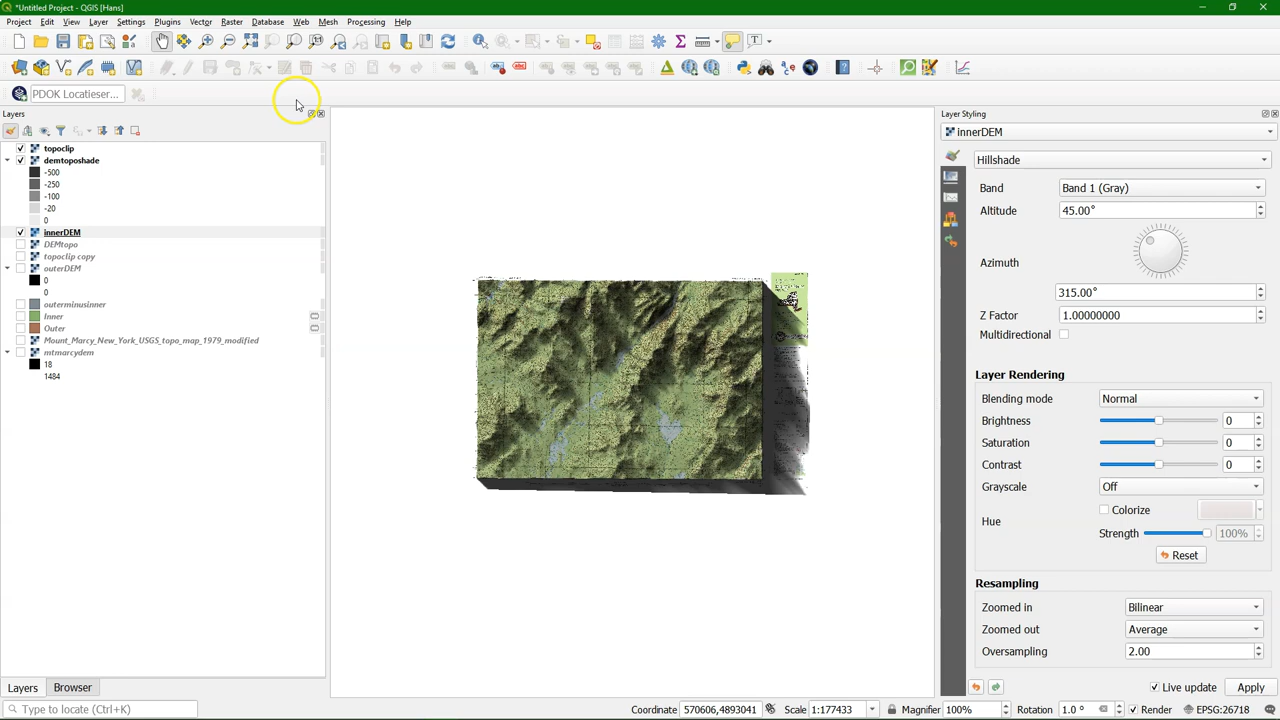 *Untitled Project - QGIS [Hans]
Project Edit View Layer Settings Plugins Vector Raster Database Web Mesh Processing Help
PDOK Locatieser...
Layers
topoclip
demtoposhade
-500
-250
-100
-20
0
innerDEM
DEMtopo
topoclip copy
outerDEM
0
0
outerminusinner
Inner
Outer
Mount_Marcy_New_York_USGS_topo_map_1979_modified
mtmarcydem
18
1484
Layers Browser
Layer Styling
innerDEM
Hillshade
Band Band 1 (Gray)
Altitude 45.00°
Azimuth
315.00°
Z Factor 1.00000000
Multidirectional
Layer Rendering
Blending mode Normal
Brightness 0
Saturation 0
Contrast 0
Grayscale Off
Hue Colorize
Strength 100%
Reset
Resampling
Zoomed in Bilinear
Zoomed out Average
Oversampling 2.00
Live update Apply
Type to locate (Ctrl+K) Coordinate 570606,4893041 Scale 1:177433 Magnifier 100% Rotation 1.0 ° Render EPSG:26718